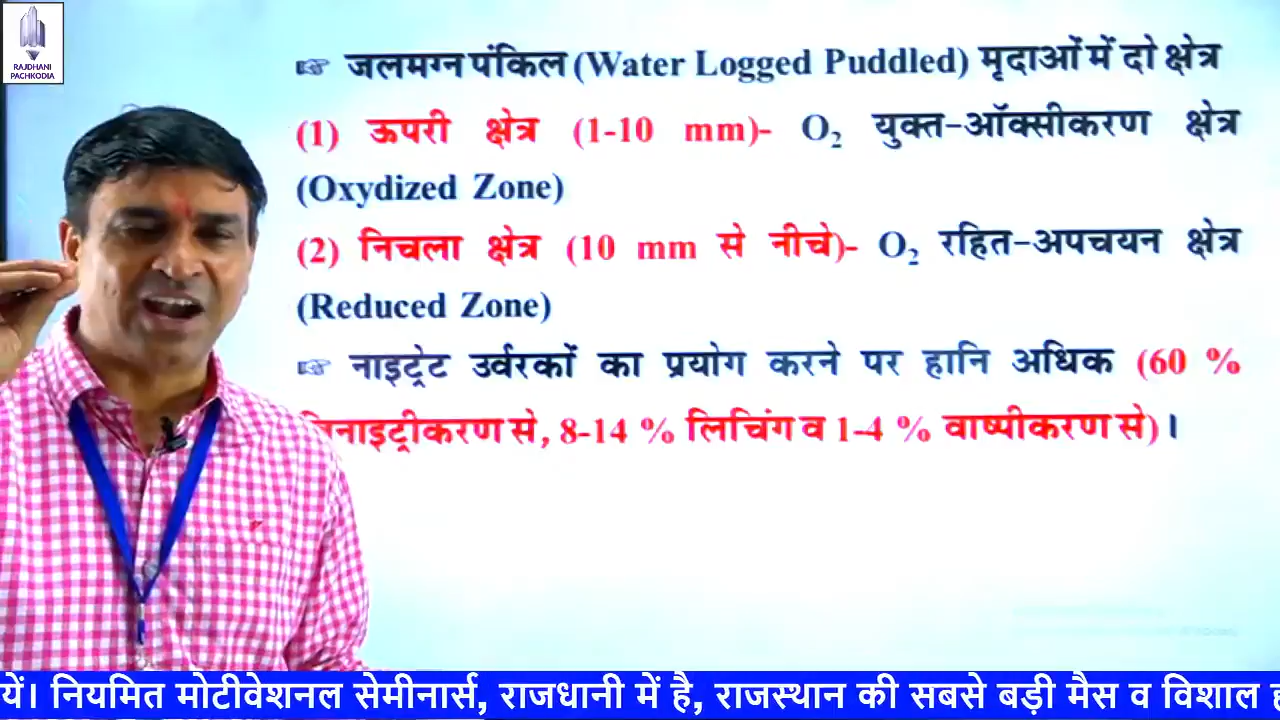 RAJDHANI
PACHKODIA
☞ जलमग्न पंकिल (Water Logged Puddled) मृदाओं में दो क्षेत्र
(1) ऊपरी क्षेत्र (1-10 mm)- O₂ युक्त-ऑक्सीकरण क्षेत्र
(Oxydized Zone)
(2) निचला क्षेत्र (10 mm से नीचे)- O₂ रहित-अपचयन क्षेत्र
(Reduced Zone)
☞ नाइट्रेट उर्वरकों का प्रयोग करने पर हानि अधिक (60 %
से, 8-14 % लिचिंग व 1-4 % वाष्पीकरण से)।
नियमित मोटीवेशनल सेमीनार्स, राजधानी में है, राजस्थान की सबसे बड़ी मैस व विशाल